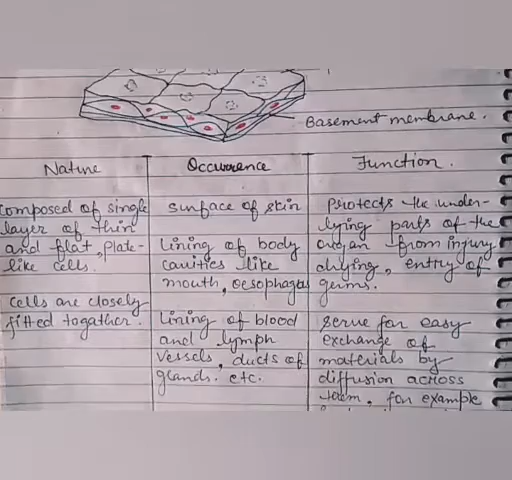 Basement membrane.
Nature
Occurence
Function.
composed of single
layer of thin
and flat, plate-
like cells.
cells are closely
fitted togather.
surface of skin
lining of body
cavities like
mouth, oesophagus
lining of blood
and lymph
vessels, ducts of
glands. etc.
protects the under-
lying parts of the
organ from injury
drying, entry of
germs.
serve for easy
exchange of
materials by
diffusion across
for example